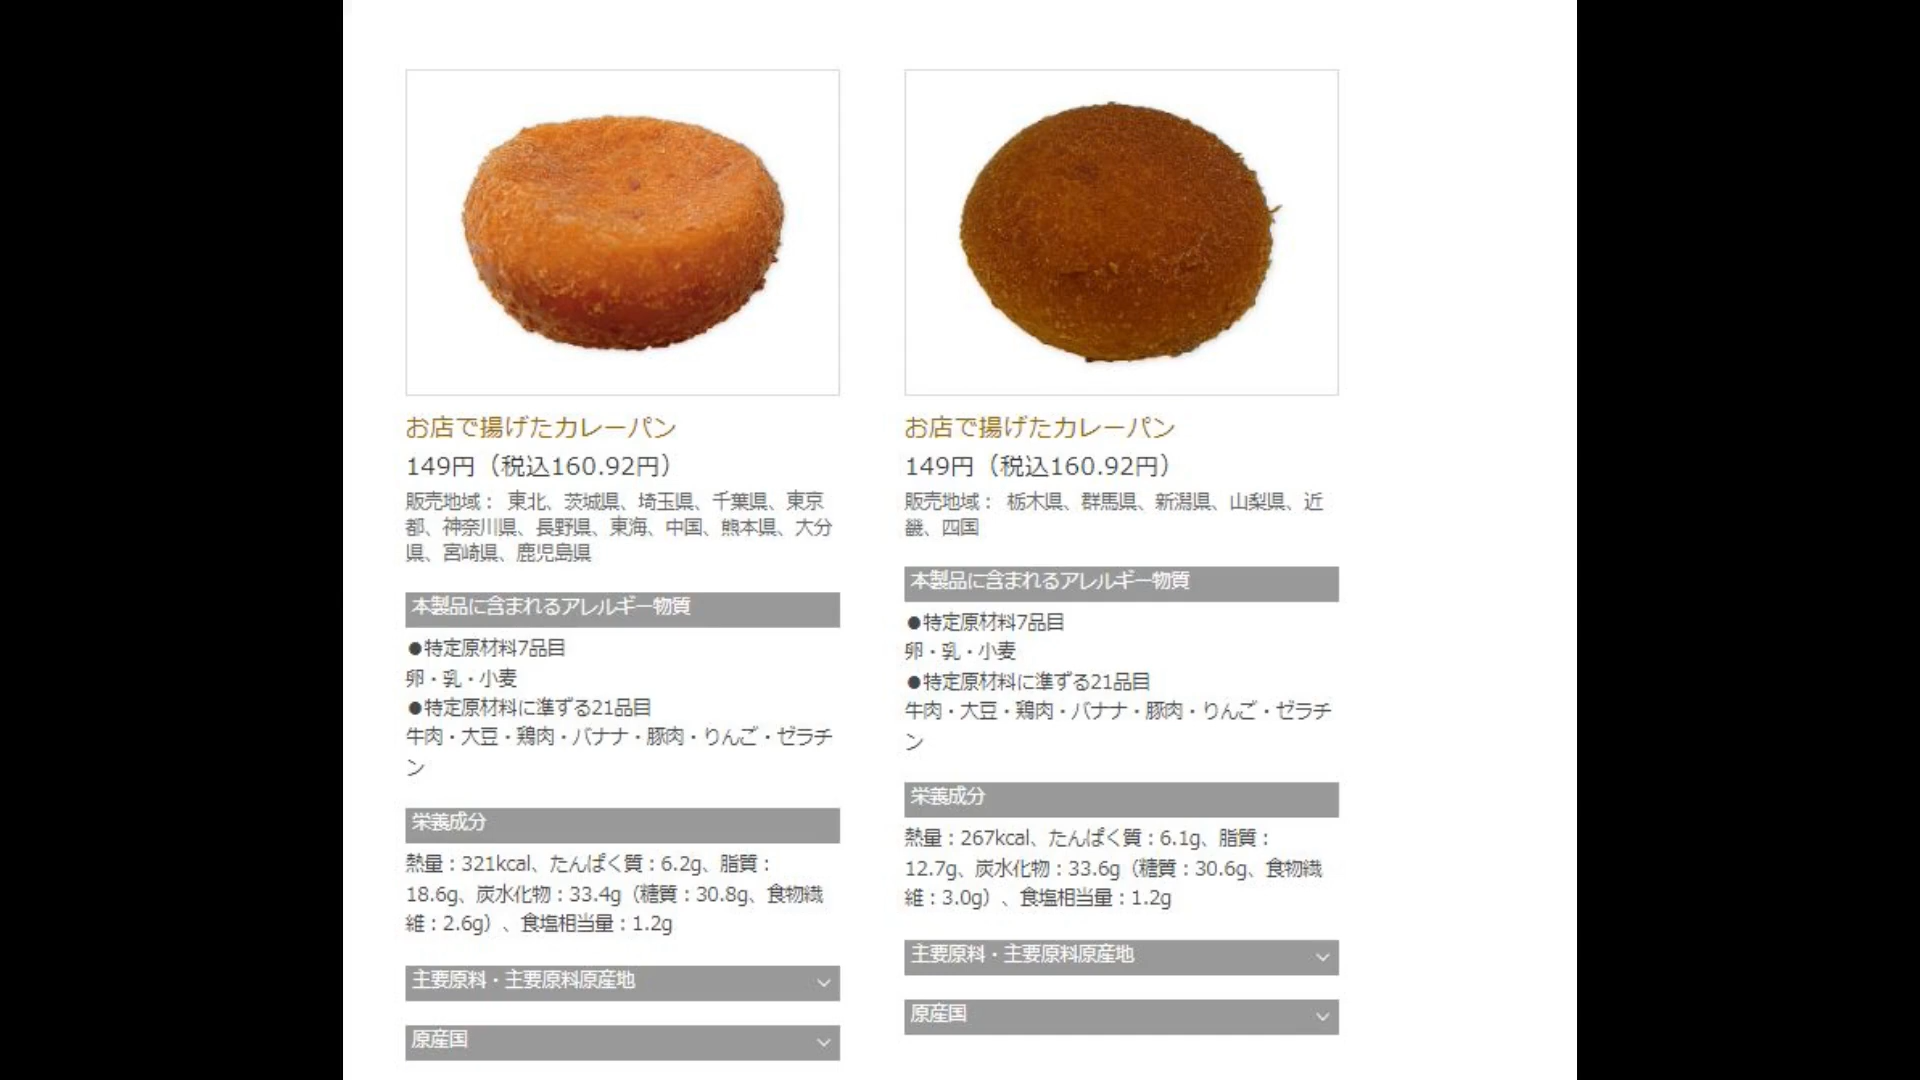 お店で揚げたカレーパン
149円（税込160.92円）
販売地域： 東北、茨城県、埼玉県、千葉県、東京
都、神奈川県、長野県、東海、中国、熊本県、大分
県、宮崎県、鹿児島県
本製品に含まれるアレルギー物質
●特定原材料7品目
卵・乳・小麦
●特定原材料に準ずる21品目
牛肉・大豆・鶏肉・バナナ・豚肉・りんご・ゼラチ
ン
栄養成分
熱量：321kcal、たんぱく質：6.2g、脂質：
18.6g、炭水化物：33.4g（糖質：30.8g、食物繊
維：2.6g）、食塩相当量：1.2g
主要原料・主要原料原産地
原産国
お店で揚げたカレーパン
149円（税込160.92円）
販売地域： 栃木県、群馬県、新潟県、山梨県、近
畿、四国
本製品に含まれるアレルギー物質
●特定原材料7品目
卵・乳・小麦
●特定原材料に準ずる21品目
牛肉・大豆・鶏肉・バナナ・豚肉・りんご・ゼラチ
ン
栄養成分
熱量：267kcal、たんぱく質：6.1g、脂質：
12.7g、炭水化物：33.6g（糖質：30.6g、食物繊
維：3.0g）、食塩相当量：1.2g
主要原料・主要原料原産地
原産国